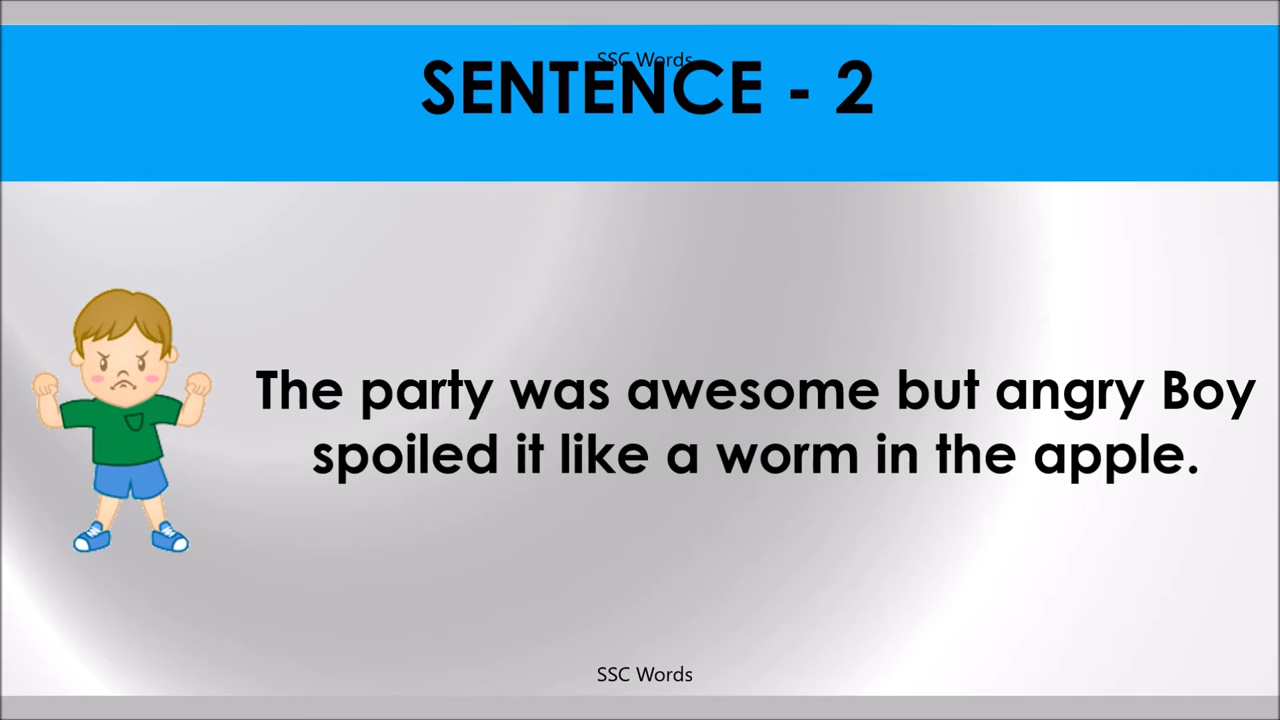 SSC Words
SENTENCE - 2
The party was awesome but angry Boy
spoiled it like a worm in the apple.
SSC Words